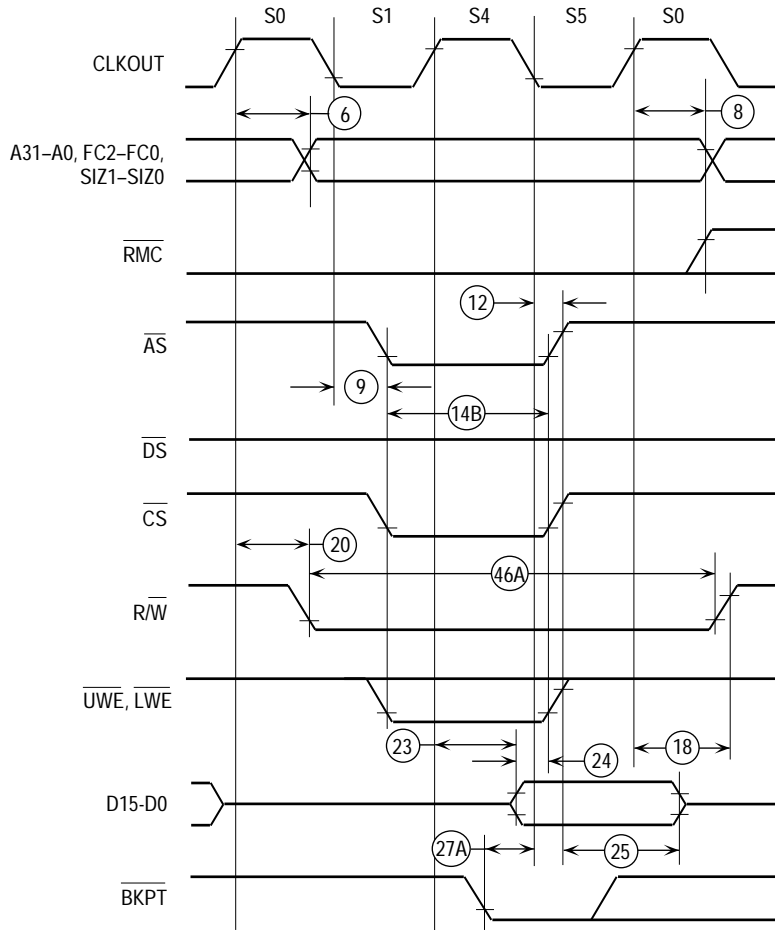 S0 S1 S4 S5 S0
CLKOUT
6 8
A31–A0, FC2–FC0,
SIZ1–SIZ0
RMC
12
AS
9
14B
DS
CS
20
46A
R/W
UWE, LWE
23 18
24
D15-D0
27A 25
BKPT